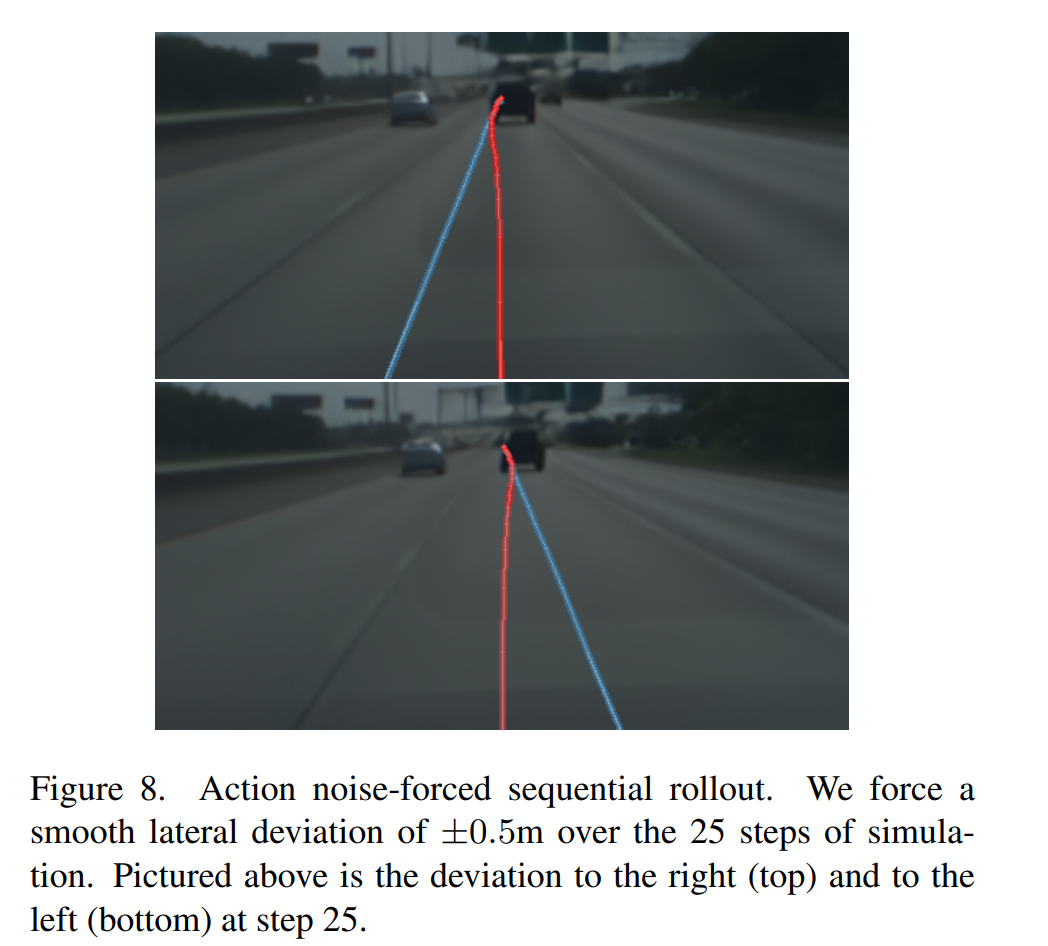 Figure 8. Action noise-forced sequential rollout. We force a
smooth lateral deviation of ±0.5m over the 25 steps of simula-
tion. Pictured above is the deviation to the right (top) and to the
left (bottom) at step 25.